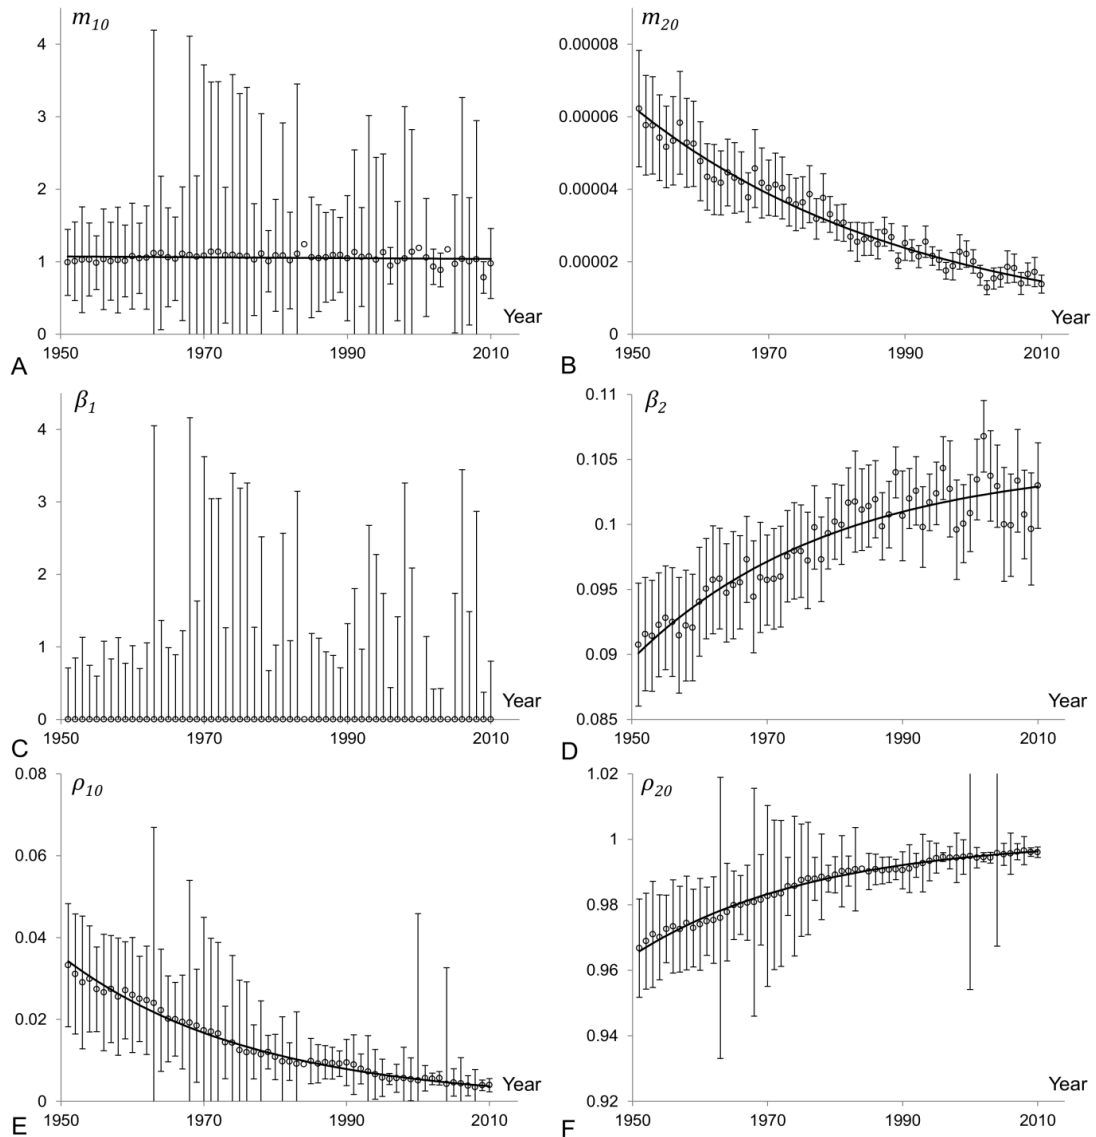 m10
4
3
2
1
0
1950 1970 1990 2010
Year
A
m20
0.00008
0.00006
0.00004
0.00002
0
1950 1970 1990 2010
Year
B
β1
4
3
2
1
0
1950 1970 1990 2010
Year
C
β2
0.11
0.105
0.1
0.095
0.09
0.085
1950 1970 1990 2010
Year
D
ρ10
0.08
0.06
0.04
0.02
0
1950 1970 1990 2010
Year
E
ρ20
1.02
1
0.98
0.96
0.94
0.92
1950 1970 1990 2010
Year
F